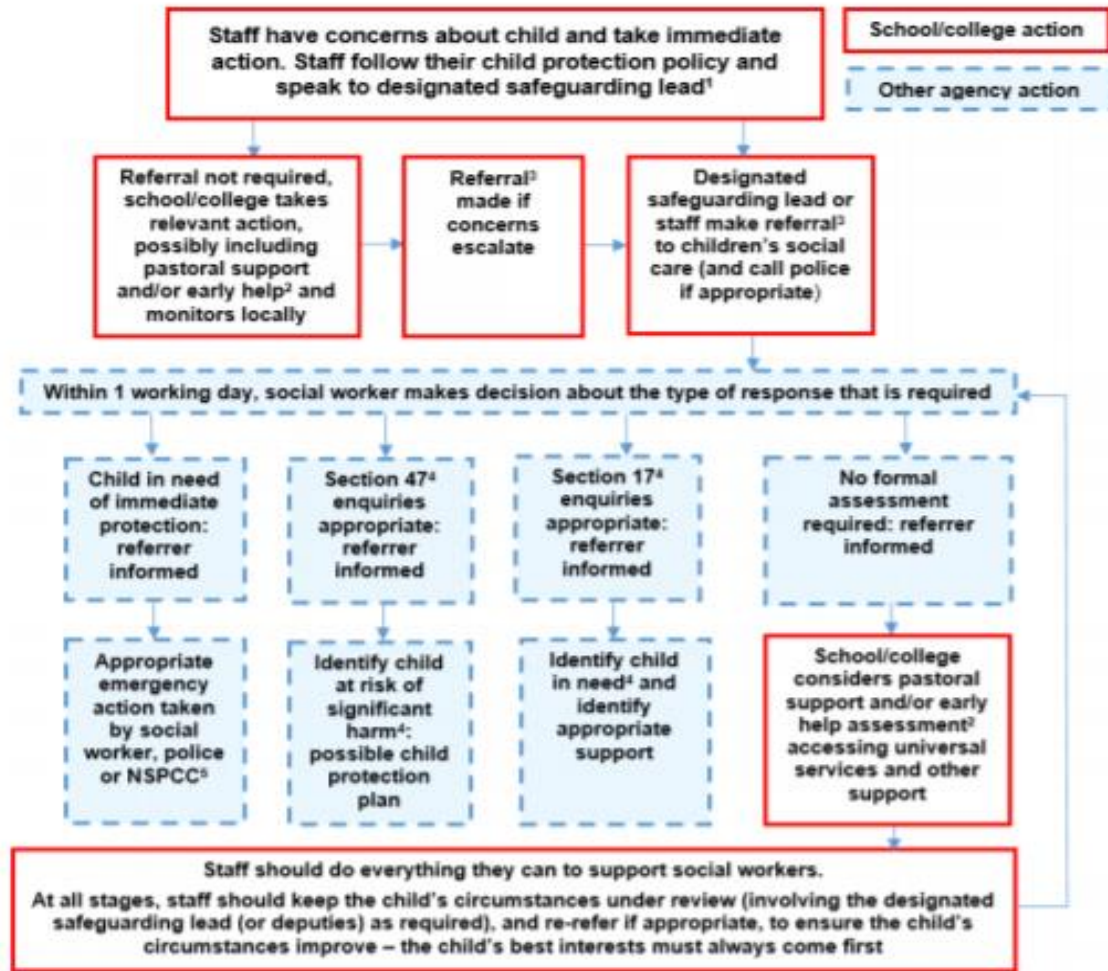 Staff have concerns about child and take immediate
action. Staff follow their child protection policy and
speak to designated safeguarding lead¹
School/college action
Other agency action
Referral not required,
school/college takes
relevant action,
possibly including
pastoral support
and/or early help² and
monitors locally
Referral³
made if
concerns
escalate
Designated
safeguarding lead or
staff make referral³
to children's social
care (and call police
if appropriate)
Within 1 working day, social worker makes decision about the type of response that is required
Child in need
of immediate
protection:
referrer
informed
Section 47⁴
enquiries
appropriate:
referrer
informed
Section 17⁴
enquiries
appropriate:
referrer
informed
No formal
assessment
required: referrer
informed
Appropriate
emergency
action taken
by social
worker, police
or NSPCC⁵
Identify child
at risk of
significant
harm⁴:
possible child
protection
plan
Identify child
in need⁴ and
identify
appropriate
support
School/college
considers pastoral
support and/or early
help assessment²
accessing universal
services and other
support
Staff should do everything they can to support social workers.
At all stages, staff should keep the child's circumstances under review (involving the designated
safeguarding lead (or deputies) as required), and re-refer if appropriate, to ensure the child's
circumstances improve – the child's best interests must always come first